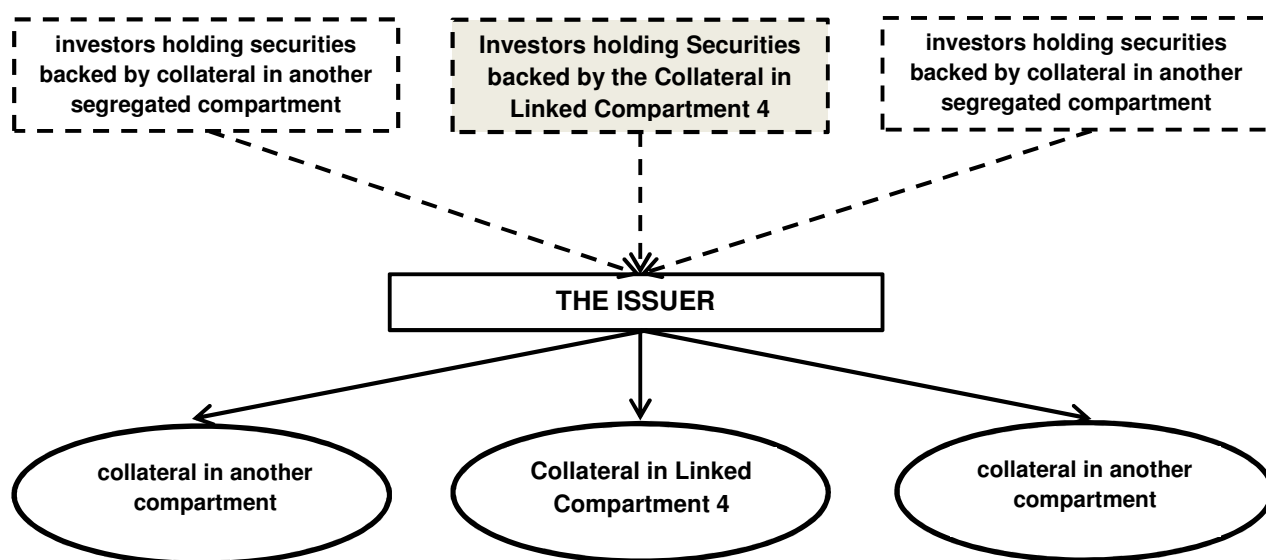 investors holding securities
backed by collateral in another
segregated compartment
Investors holding Securities
backed by the Collateral in
Linked Compartment 4
investors holding securities
backed by collateral in another
segregated compartment
THE ISSUER
collateral in another
compartment
Collateral in Linked
Compartment 4
collateral in another
compartment